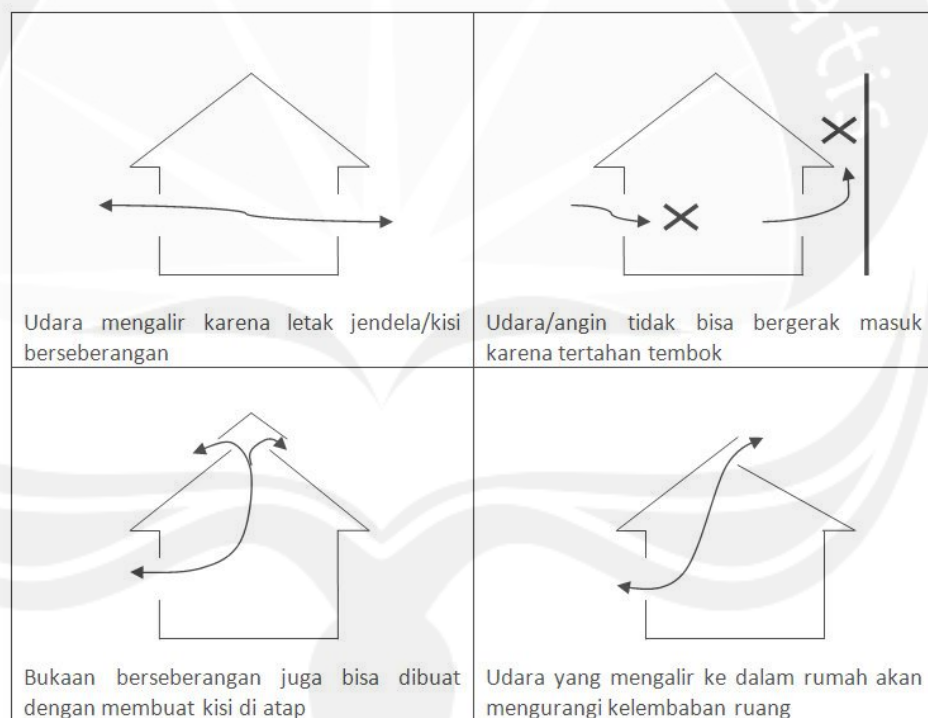 Udara mengalir karena letak jendela/kisi
berseberangan
Udara/angin tidak bisa bergerak masuk
karena tertahan tembok
Bukaan berseberangan juga bisa dibuat
dengan membuat kisi di atap
Udara yang mengalir ke dalam rumah akan
mengurangi kelembaban ruang